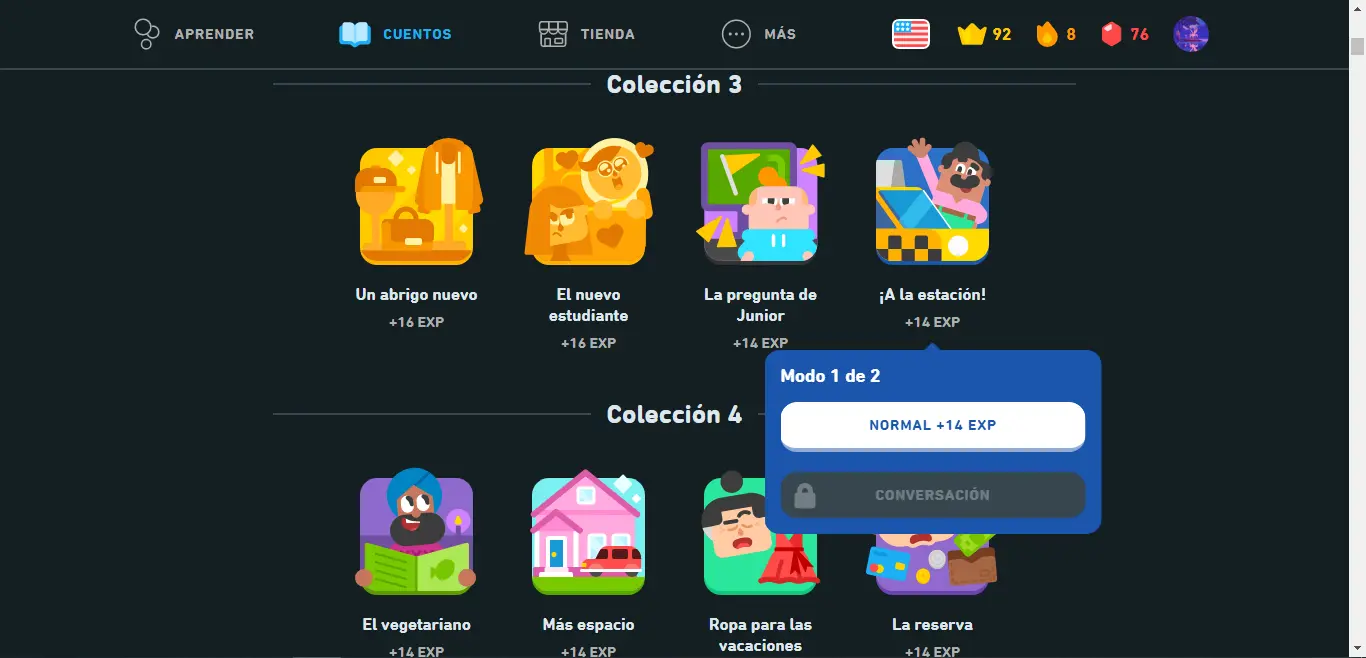 APRENDER
CUENTOS
TIENDA
MÁS
92
8
76
Colección 3
Un abrigo nuevo
+16 EXP
El nuevo
estudiante
+16 EXP
La pregunta de
Junior
+14 EXP
¡A la estación!
+14 EXP
Modo 1 de 2
NORMAL +14 EXP
CONVERSACIÓN
Colección 4
El vegetariano
+14 EXP
Más espacio
+14 EXP
Ropa para las
vacaciones
La reserva
+14 EXP